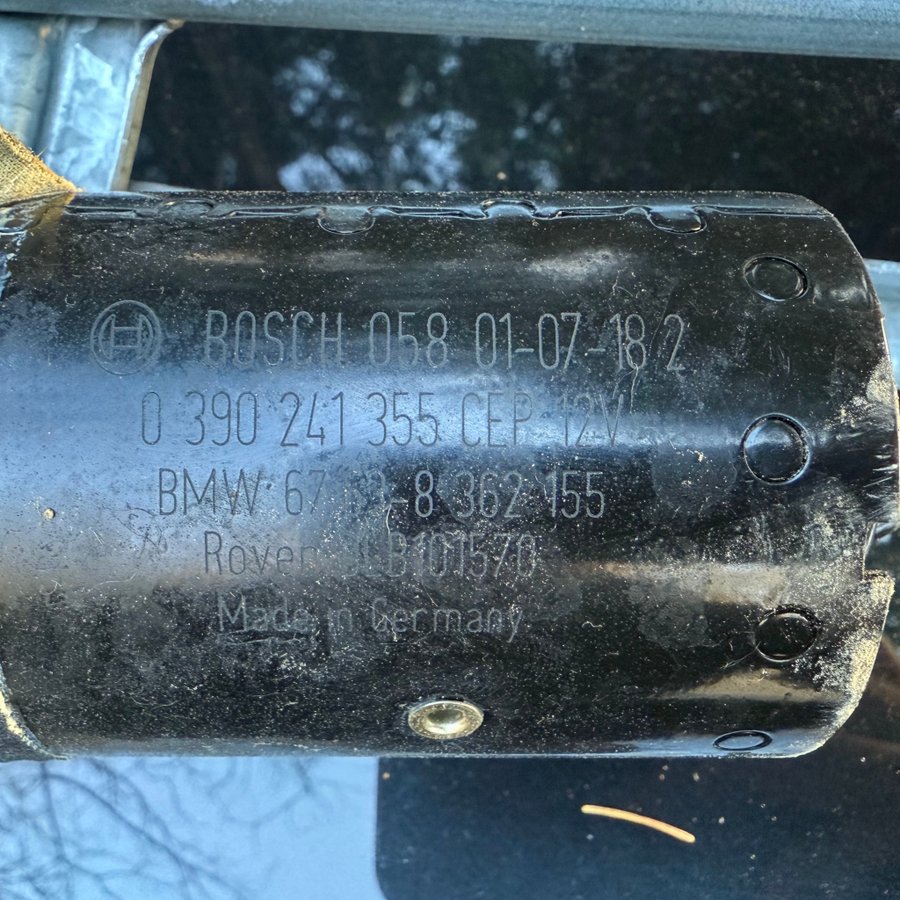 BOSCH 058 01-07-18 2
0 390 241 355 CEP 12V
BMW 8 362 155
Rover
Made in Germany